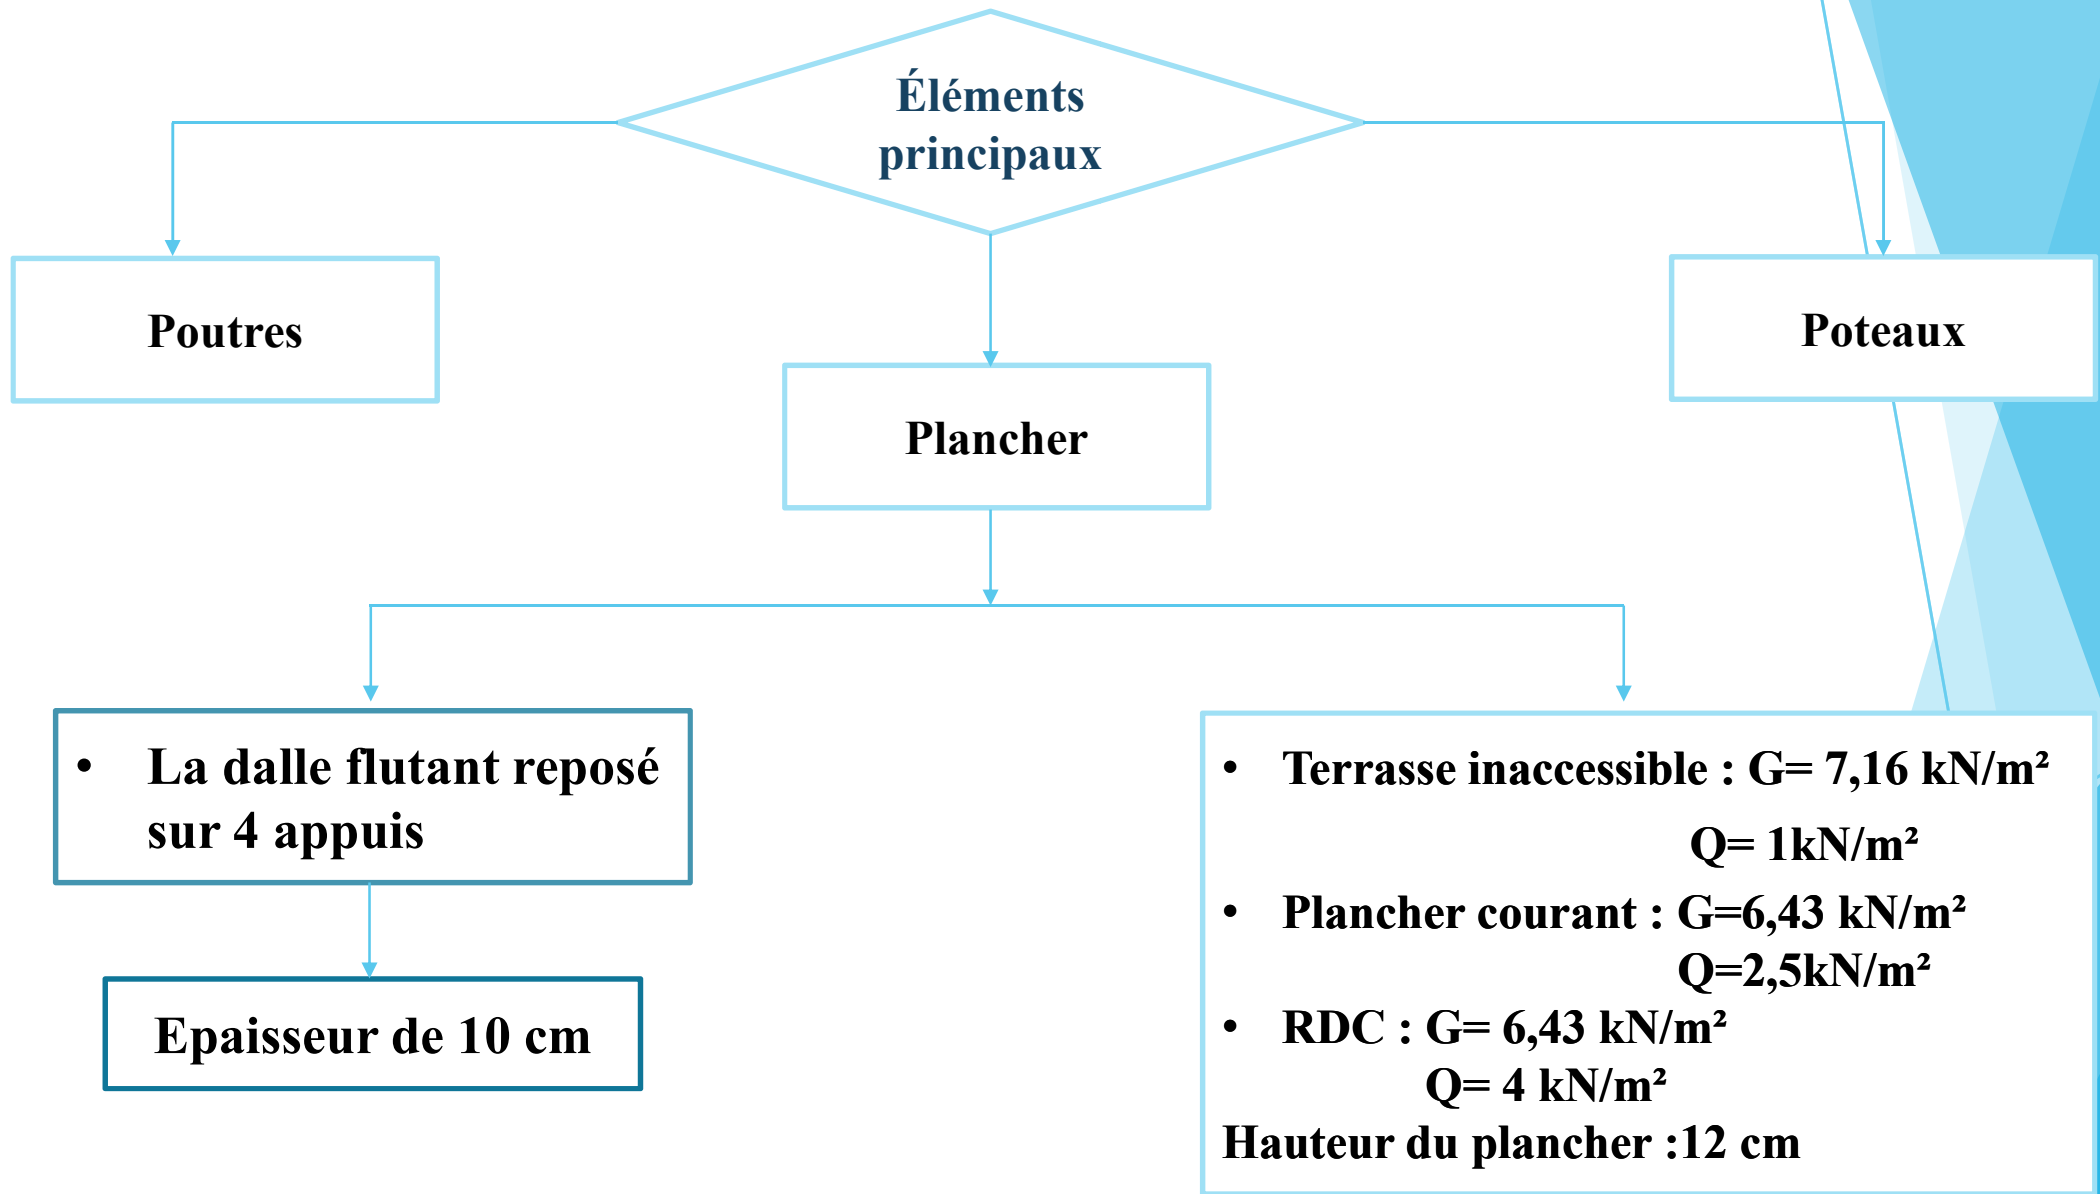 Éléments
principaux
Poutres
Poteaux
Plancher
• La dalle flutant reposé
sur 4 appuis
Epaisseur de 10 cm
• Terrasse inaccessible : G= 7,16 kN/m²
Q= 1kN/m²
• Plancher courant : G=6,43 kN/m²
Q=2,5kN/m²
• RDC : G= 6,43 kN/m²
Q= 4 kN/m²
Hauteur du plancher :12 cm